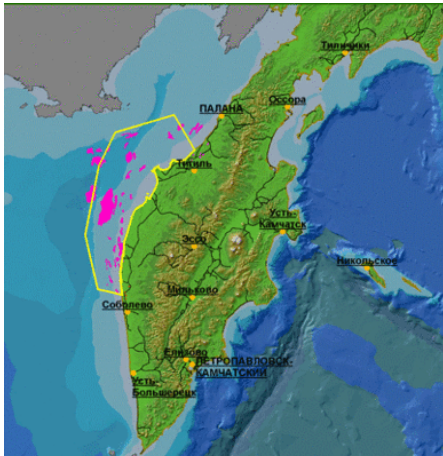 Тиличики
Оссора
ПАЛАНА
Тигиль
Усть-
Камчатск
Эссо
Никольское
Мильково
Соболево
Елизово
ПЕТРОПАВЛОВСК-
КАМЧАТСКИЙ
Усть-
Большерецк